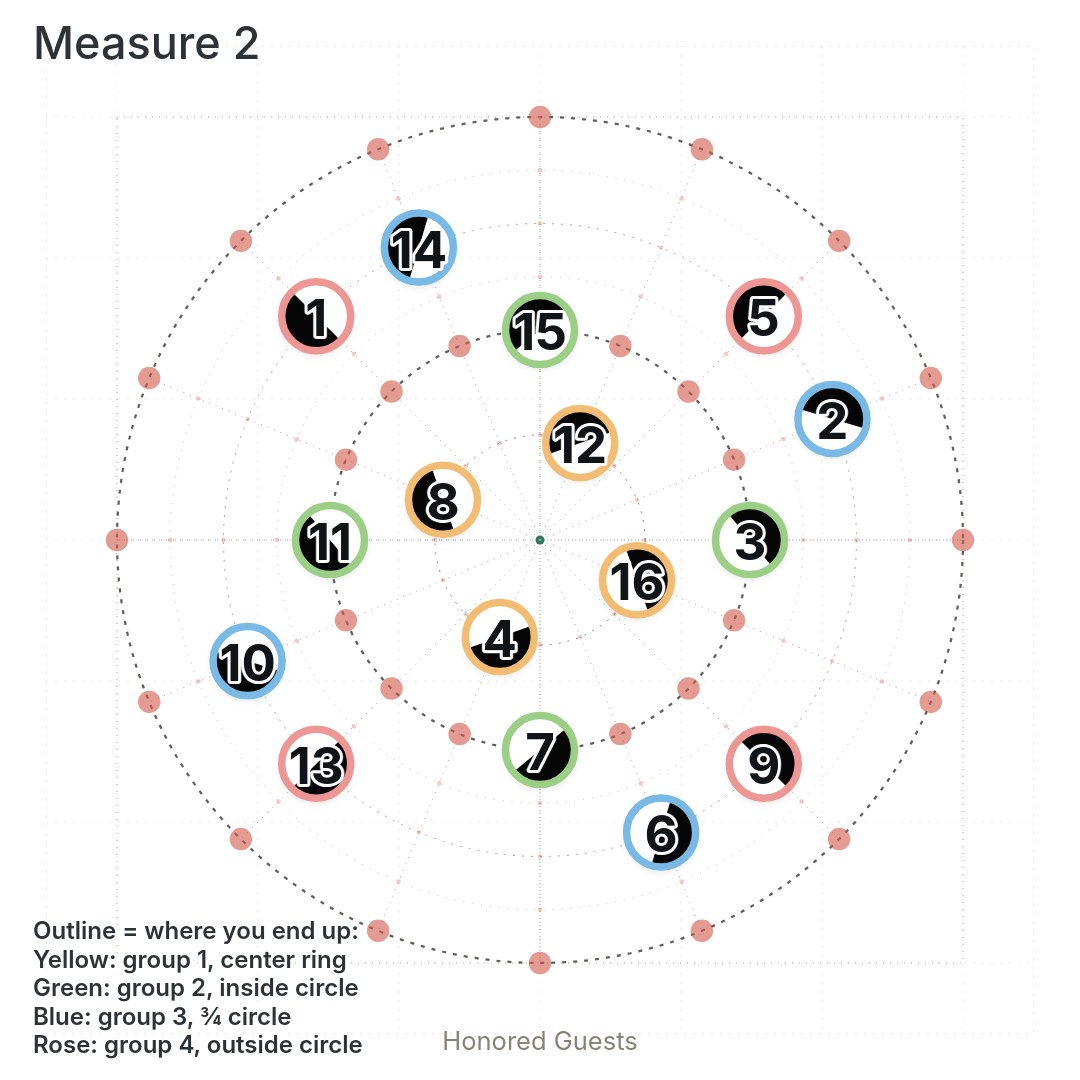 Measure 2
14
1
5
15
2
12
8
11
3
16
4
10
7
13
9
6
Outline = where you end up:
Yellow: group 1, center ring
Green: group 2, inside circle
Blue: group 3, ¾ circle
Rose: group 4, outside circle
Honored Guests